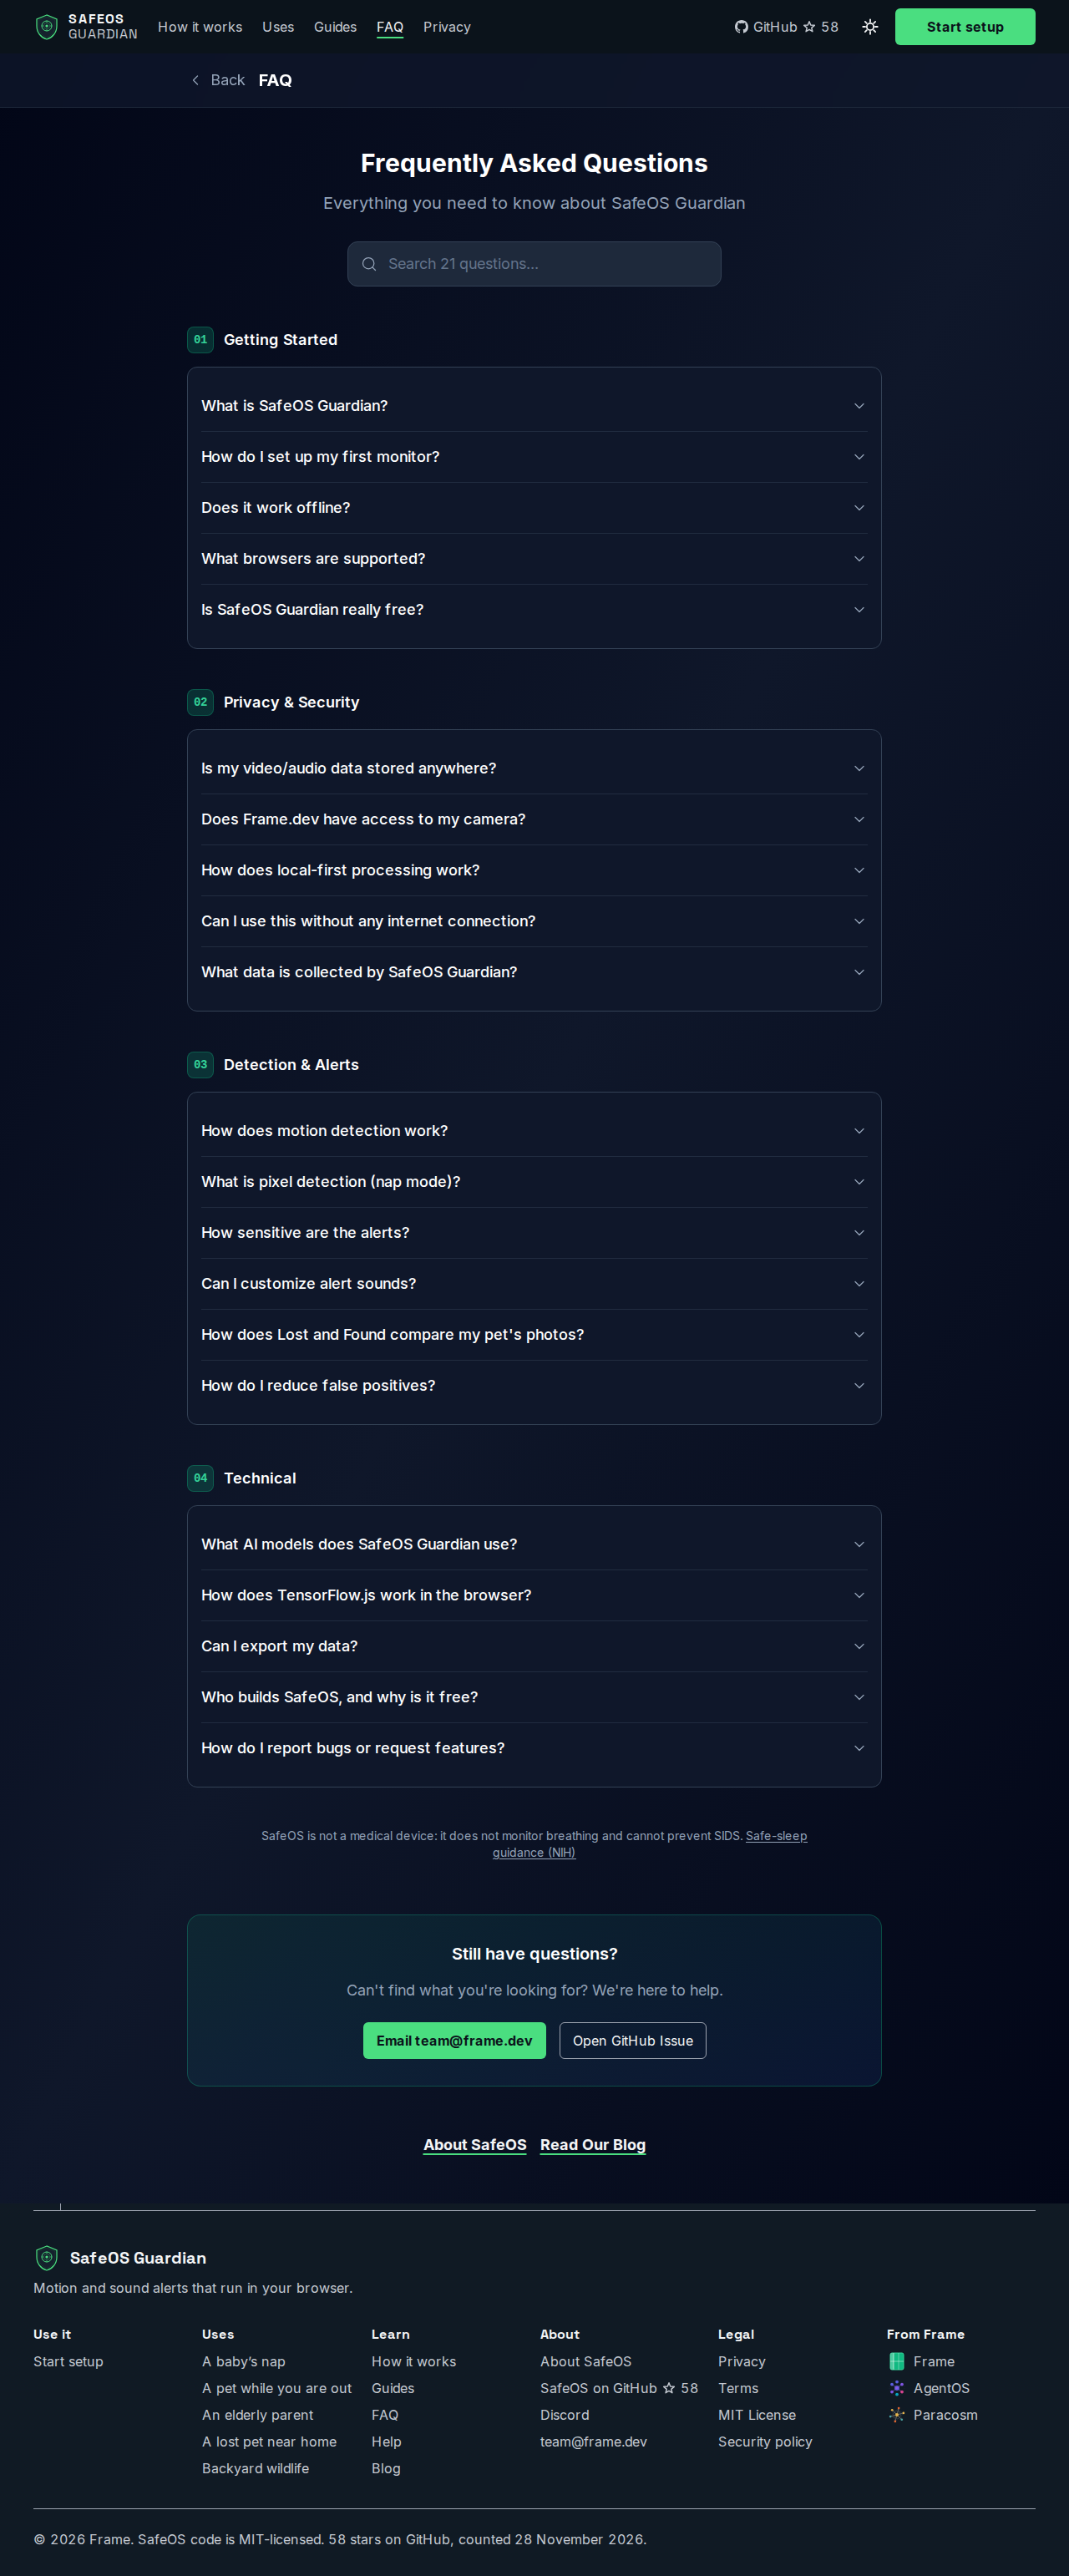 SAFEOS
GUARDIAN
How it works
Uses
Guides
FAQ
Privacy
GitHub ☆ 58
Start setup
Back
FAQ
Frequently Asked Questions
Everything you need to know about SafeOS Guardian
Search 21 questions...
01
Getting Started
What is SafeOS Guardian?
How do I set up my first monitor?
Does it work offline?
What browsers are supported?
Is SafeOS Guardian really free?
02
Privacy & Security
Is my video/audio data stored anywhere?
Does Frame.dev have access to my camera?
How does local-first processing work?
Can I use this without any internet connection?
What data is collected by SafeOS Guardian?
03
Detection & Alerts
How does motion detection work?
What is pixel detection (nap mode)?
How sensitive are the alerts?
Can I customize alert sounds?
How does Lost and Found compare my pet's photos?
How do I reduce false positives?
04
Technical
What AI models does SafeOS Guardian use?
How does TensorFlow.js work in the browser?
Can I export my data?
Who builds SafeOS, and why is it free?
How do I report bugs or request features?
SafeOS is not a medical device: it does not monitor breathing and cannot prevent SIDS. Safe-sleep
guidance (NIH)
Still have questions?
Can't find what you're looking for? We're here to help.
Email team@frame.dev
Open GitHub Issue
About SafeOS
Read Our Blog
SafeOS Guardian
Motion and sound alerts that run in your browser.
Use it
Start setup
Uses
A baby's nap
A pet while you are out
An elderly parent
A lost pet near home
Backyard wildlife
Learn
How it works
Guides
FAQ
Help
Blog
About
About SafeOS
SafeOS on GitHub ☆ 58
Discord
team@frame.dev
Legal
Privacy
Terms
MIT License
Security policy
From Frame
Frame
AgentOS
Paracosm
© 2026 Frame. SafeOS code is MIT-licensed. 58 stars on GitHub, counted 28 November 2026.